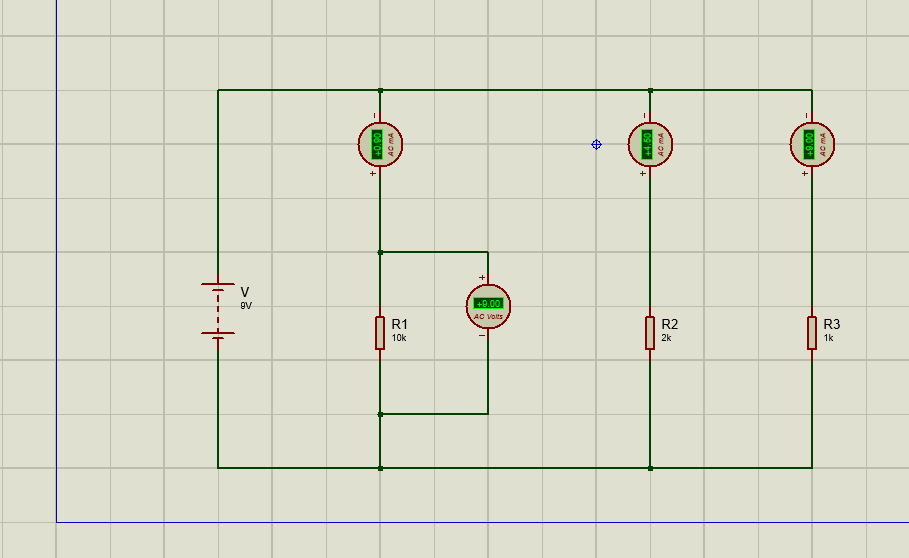 +0.90
AC mA
+4.50
AC mA
+9.00
AC mA
V
9V
+9.00
AC Volts
R1
10k
R2
2k
R3
1k